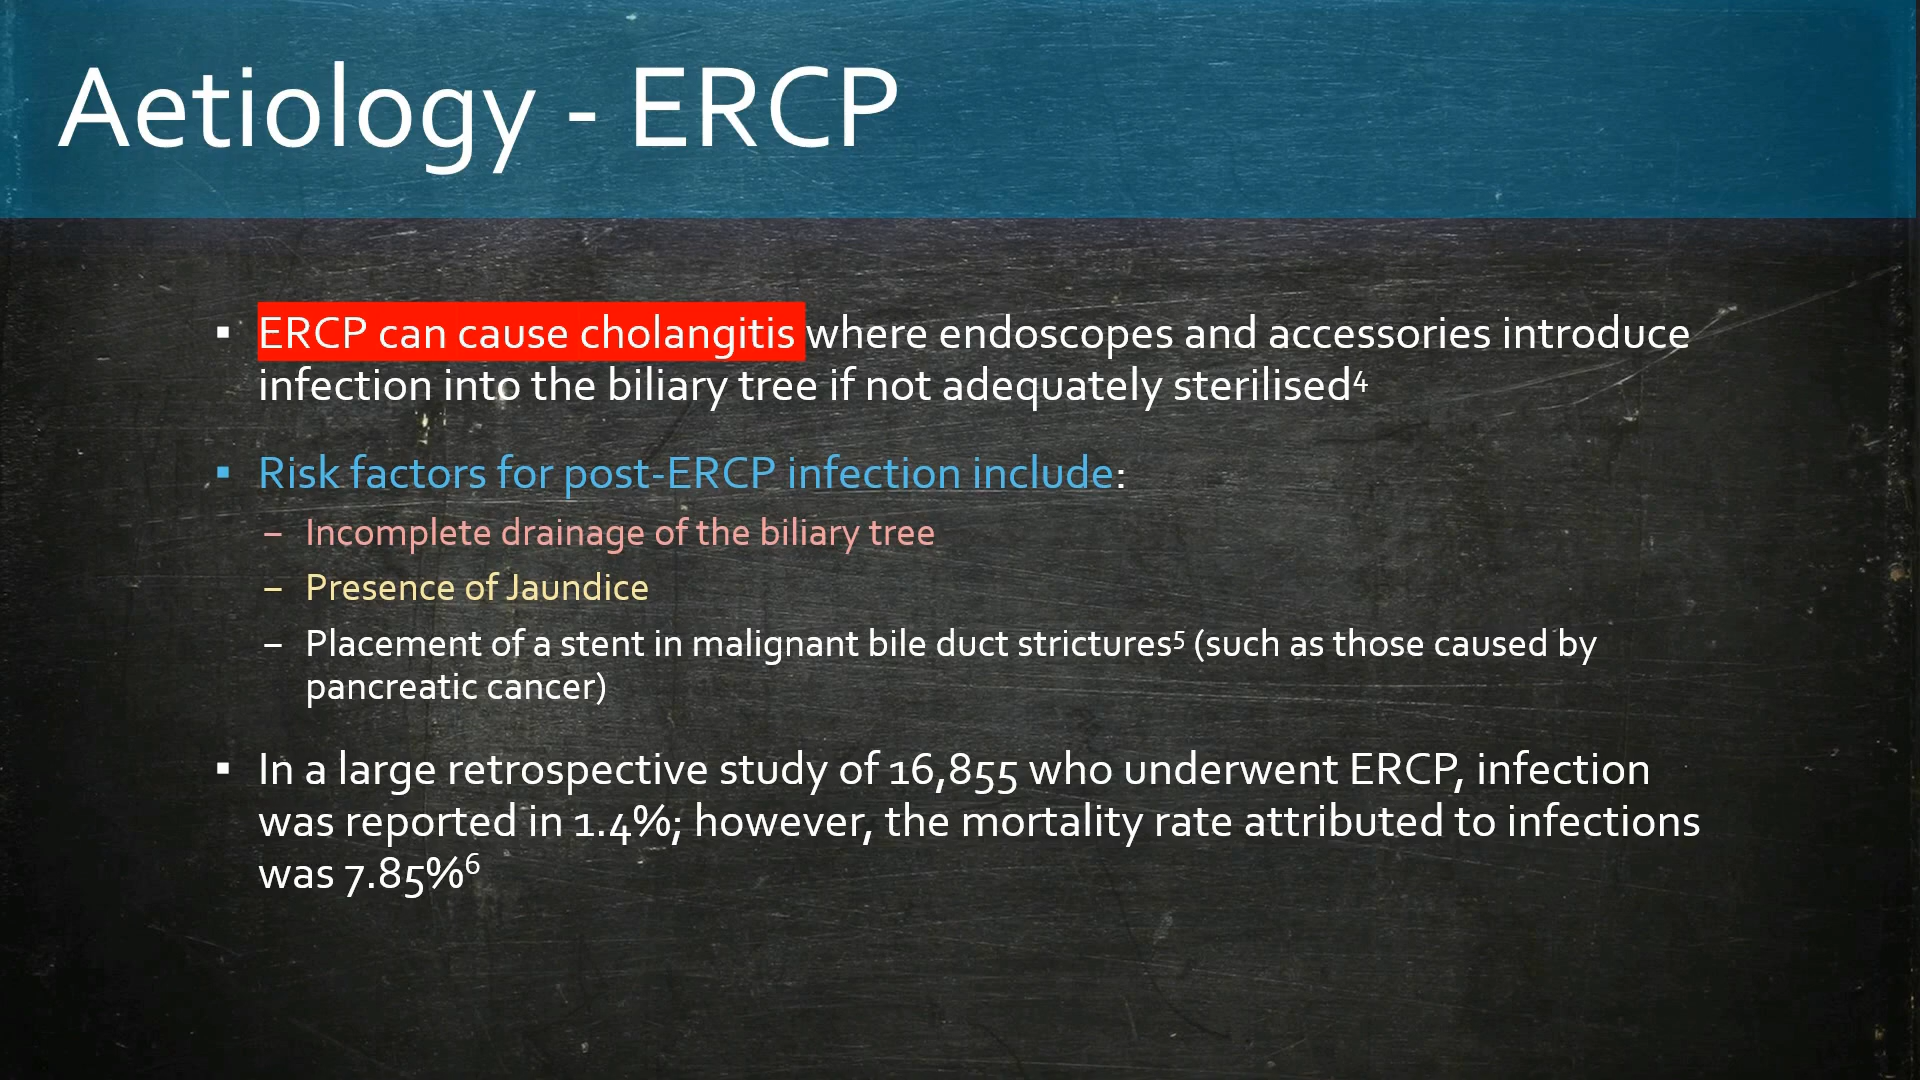 Aetiology - ERCP
▪ ERCP can cause cholangitis where endoscopes and accessories introduce
infection into the biliary tree if not adequately sterilised⁴
▪ Risk factors for post-ERCP infection include:
– Incomplete drainage of the biliary tree
– Presence of Jaundice
– Placement of a stent in malignant bile duct strictures⁵ (such as those caused by
pancreatic cancer)
▪ In a large retrospective study of 16,855 who underwent ERCP, infection
was reported in 1.4%; however, the mortality rate attributed to infections
was 7.85%⁶